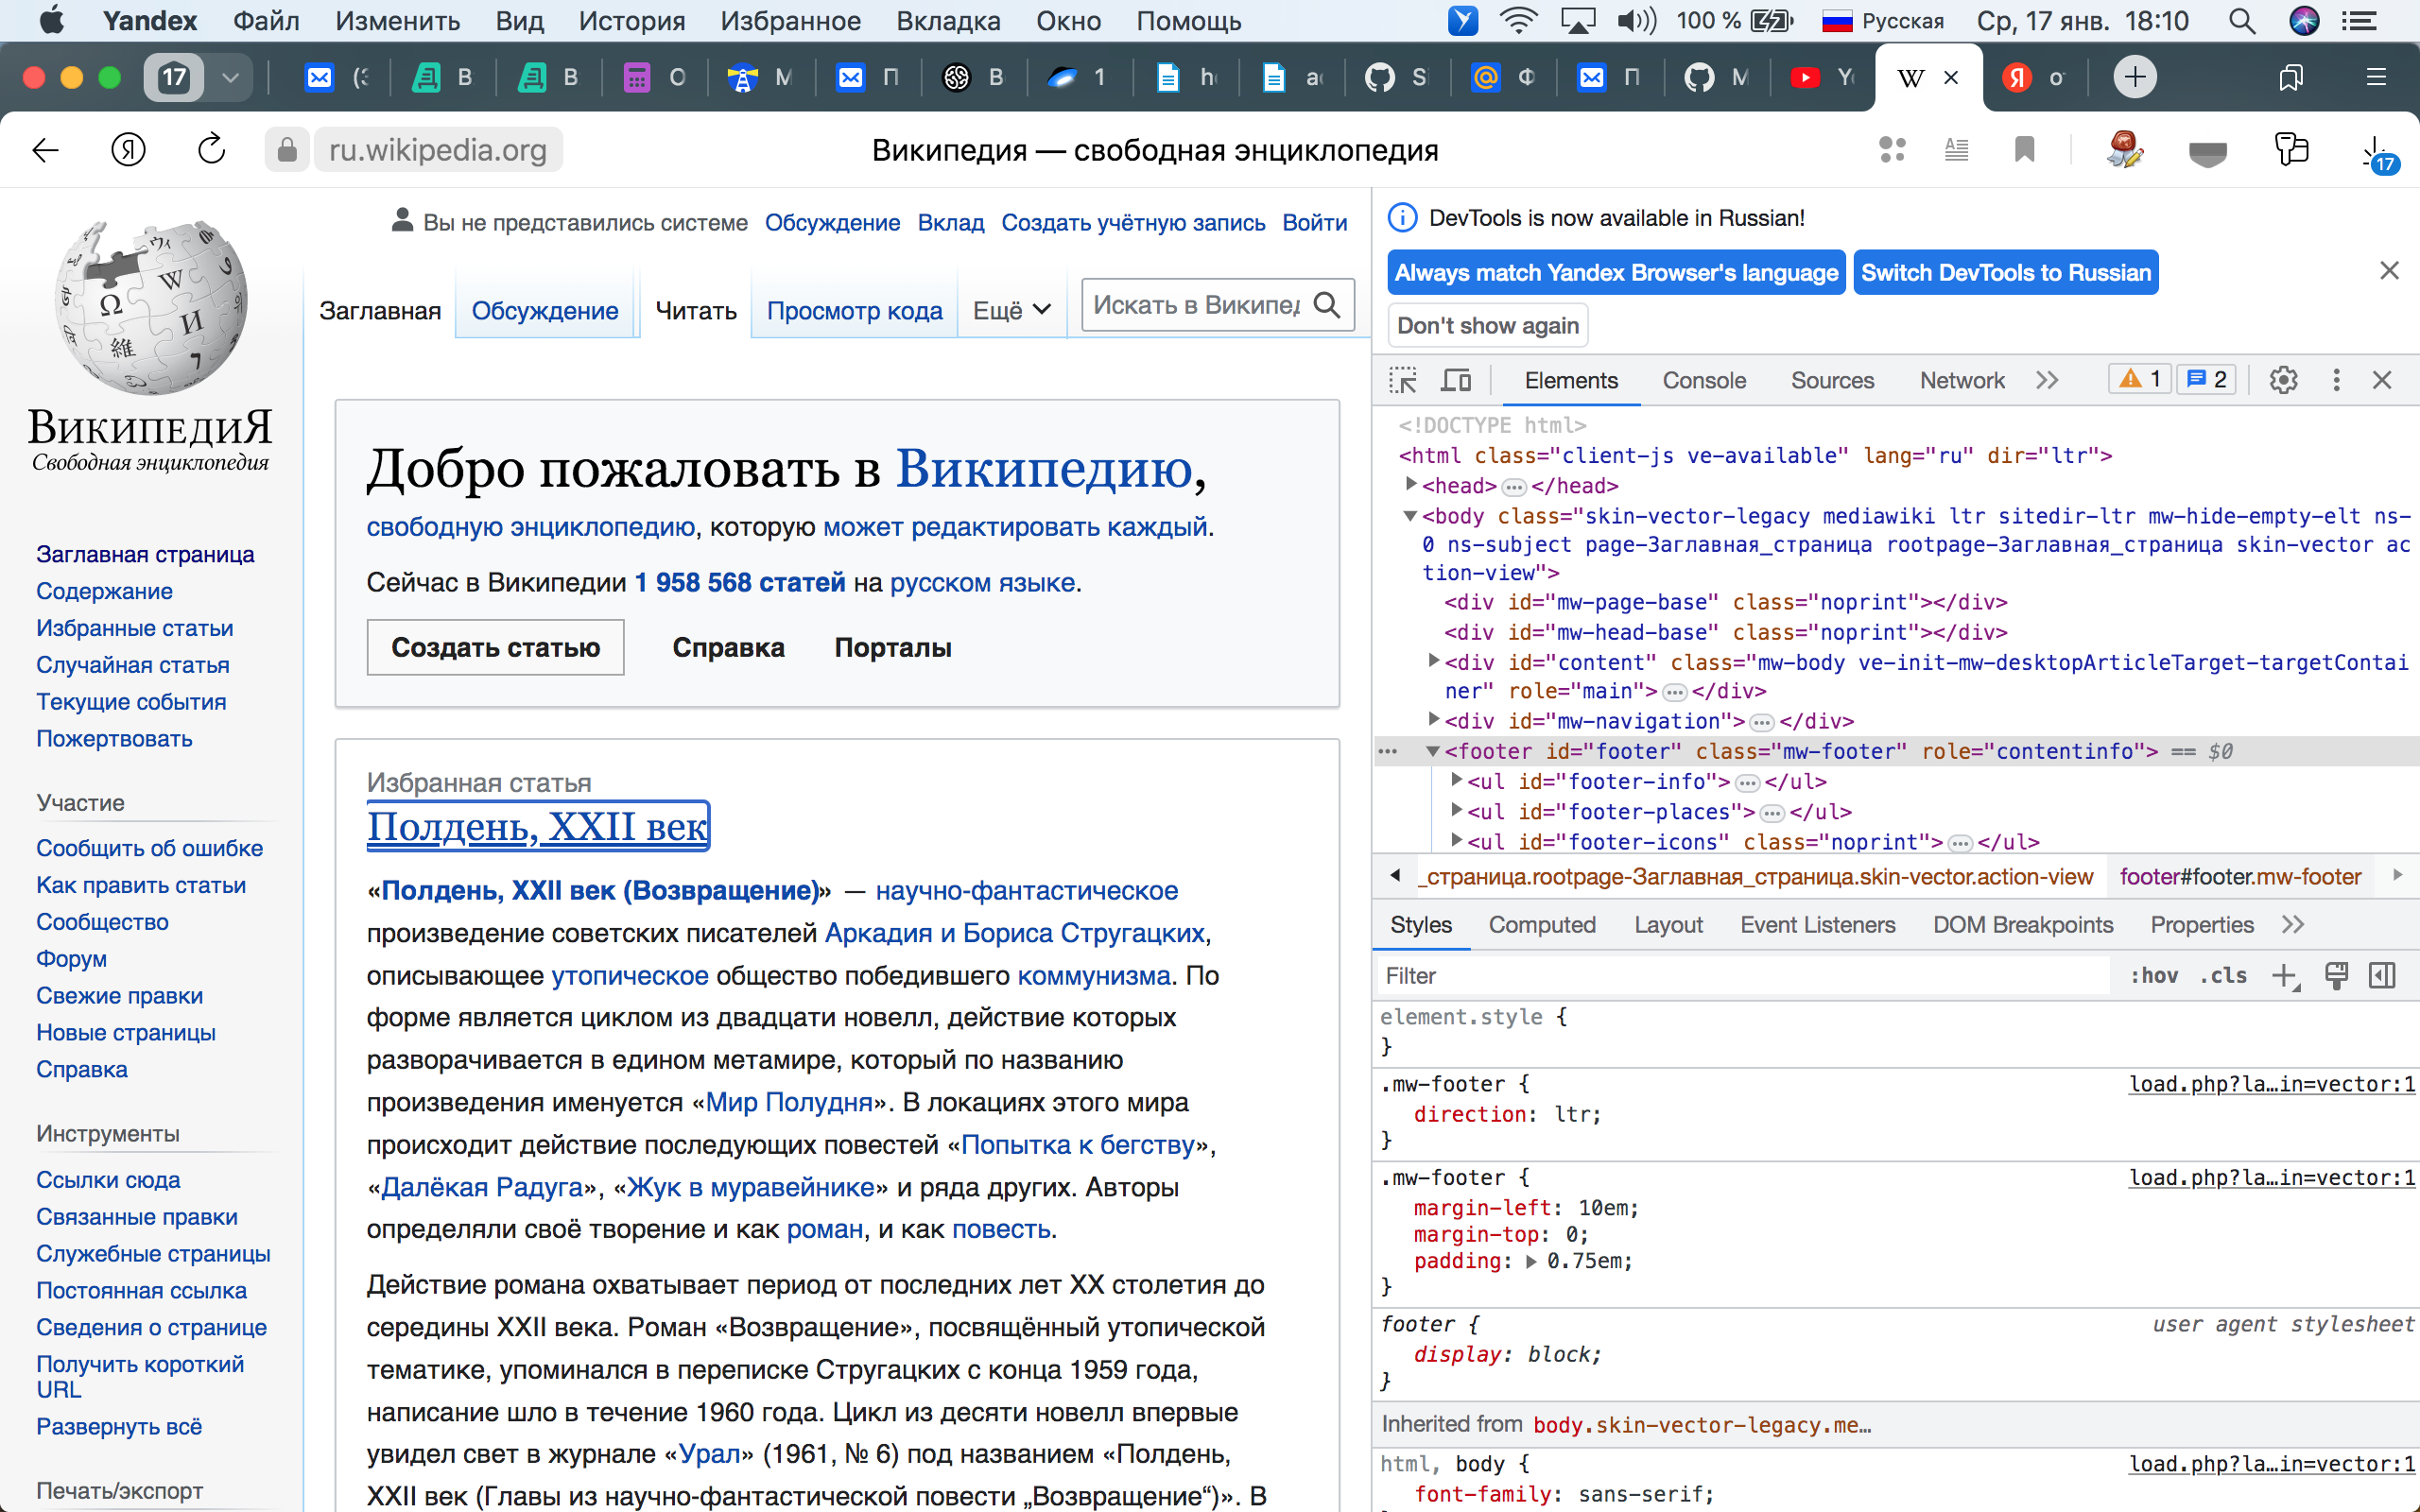 Yandex Файл Изменить Вид История Избранное Вкладка Окно Помощь 100 % Русская Ср, 17 янв. 18:10
17 (3 B B O M П B 1 h a S Ф П M Y W о
ru.wikipedia.org Википедия — свободная энциклопедия 17
ВИКИПЕДИЯ
Свободная энциклопедия
Заглавная страница
Содержание
Избранные статьи
Случайная статья
Текущие события
Пожертвовать
Участие
Сообщить об ошибке
Как править статьи
Сообщество
Форум
Свежие правки
Новые страницы
Справка
Инструменты
Ссылки сюда
Связанные правки
Служебные страницы
Постоянная ссылка
Сведения о странице
Получить короткий
URL
Развернуть всё
Печать/экспорт
Вы не представились системе Обсуждение Вклад Создать учётную запись Войти
Заглавная Обсуждение Читать Просмотр кода Ещё Искать в Википед
Добро пожаловать в Википедию,
свободную энциклопедию, которую может редактировать каждый.
Сейчас в Википедии 1 958 568 статей на русском языке.
Создать статью Справка Порталы
Избранная статья
Полдень, XXII век
«Полдень, XXII век (Возвращение)» — научно-фантастическое
произведение советских писателей Аркадия и Бориса Стругацких,
описывающее утопическое общество победившего коммунизма. По
форме является циклом из двадцати новелл, действие которых
разворачивается в едином метамире, который по названию
произведения именуется «Мир Полудня». В локациях этого мира
происходит действие последующих повестей «Попытка к бегству»,
«Далёкая Радуга», «Жук в муравейнике» и ряда других. Авторы
определяли своё творение и как роман, и как повесть.
Действие романа охватывает период от последних лет XX столетия до
середины XXII века. Роман «Возвращение», посвящённый утопической
тематике, упоминался в переписке Стругацких с конца 1959 года,
написание шло в течение 1960 года. Цикл из десяти новелл впервые
увидел свет в журнале «Урал» (1961, № 6) под названием «Полдень,
XXII век (Главы из научно-фантастической повести „Возвращение“)». В
DevTools is now available in Russian!
Always match Yandex Browser's language Switch DevTools to Russian
Don't show again
Elements Console Sources Network 1 2
<!DOCTYPE html>
<html class="client-js ve-available" lang="ru" dir="ltr">
<head>…</head>
<body class="skin-vector-legacy mediawiki ltr sitedir-ltr mw-hide-empty-elt ns-
0 ns-subject page-Заглавная_страница rootpage-Заглавная_страница skin-vector ac
tion-view">
<div id="mw-page-base" class="noprint"></div>
<div id="mw-head-base" class="noprint"></div>
<div id="content" class="mw-body ve-init-mw-desktopArticleTarget-targetContai
ner" role="main">…</div>
<div id="mw-navigation">…</div>
<footer id="footer" class="mw-footer" role="contentinfo"> == $0
<ul id="footer-info">…</ul>
<ul id="footer-places">…</ul>
<ul id="footer-icons" class="noprint">…</ul>
_страница.rootpage-Заглавная_страница.skin-vector.action-view footer#footer.mw-footer
Styles Computed Layout Event Listeners DOM Breakpoints Properties
Filter :hov .cls
element.style {
}
.mw-footer { load.php?la…in=vector:1
direction: ltr;
}
.mw-footer { load.php?la…in=vector:1
margin-left: 10em;
margin-top: 0;
padding: 0.75em;
}
footer { user agent stylesheet
display: block;
}
Inherited from body.skin-vector-legacy.me…
html, body { load.php?la…in=vector:1
font-family: sans-serif;